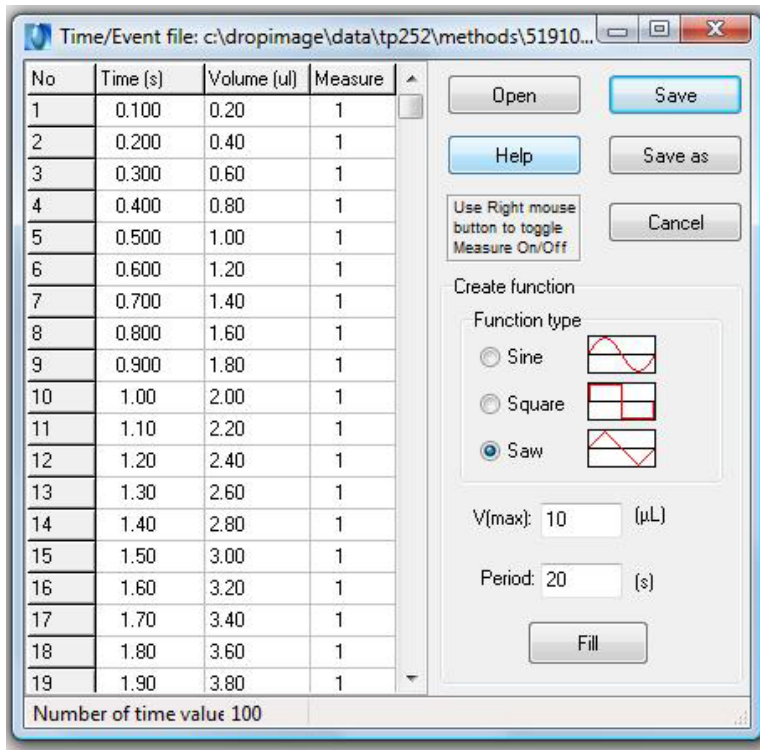 Time/Event file: c:\dropimage\data\tp252\methods\51910...
No Time (s) Volume (ul) Measure
1 0.100 0.20 1
2 0.200 0.40 1
3 0.300 0.60 1
4 0.400 0.80 1
5 0.500 1.00 1
6 0.600 1.20 1
7 0.700 1.40 1
8 0.800 1.60 1
9 0.900 1.80 1
10 1.00 2.00 1
11 1.10 2.20 1
12 1.20 2.40 1
13 1.30 2.60 1
14 1.40 2.80 1
15 1.50 3.00 1
16 1.60 3.20 1
17 1.70 3.40 1
18 1.80 3.60 1
19 1.90 3.80 1
Open Save
Help Save as
Use Right mouse
button to toggle
Measure On/Off
Cancel
Create function
Function type
Sine
Square
Saw
V(max): 10 (µL)
Period: 20 (s)
Fill
Number of time value 100